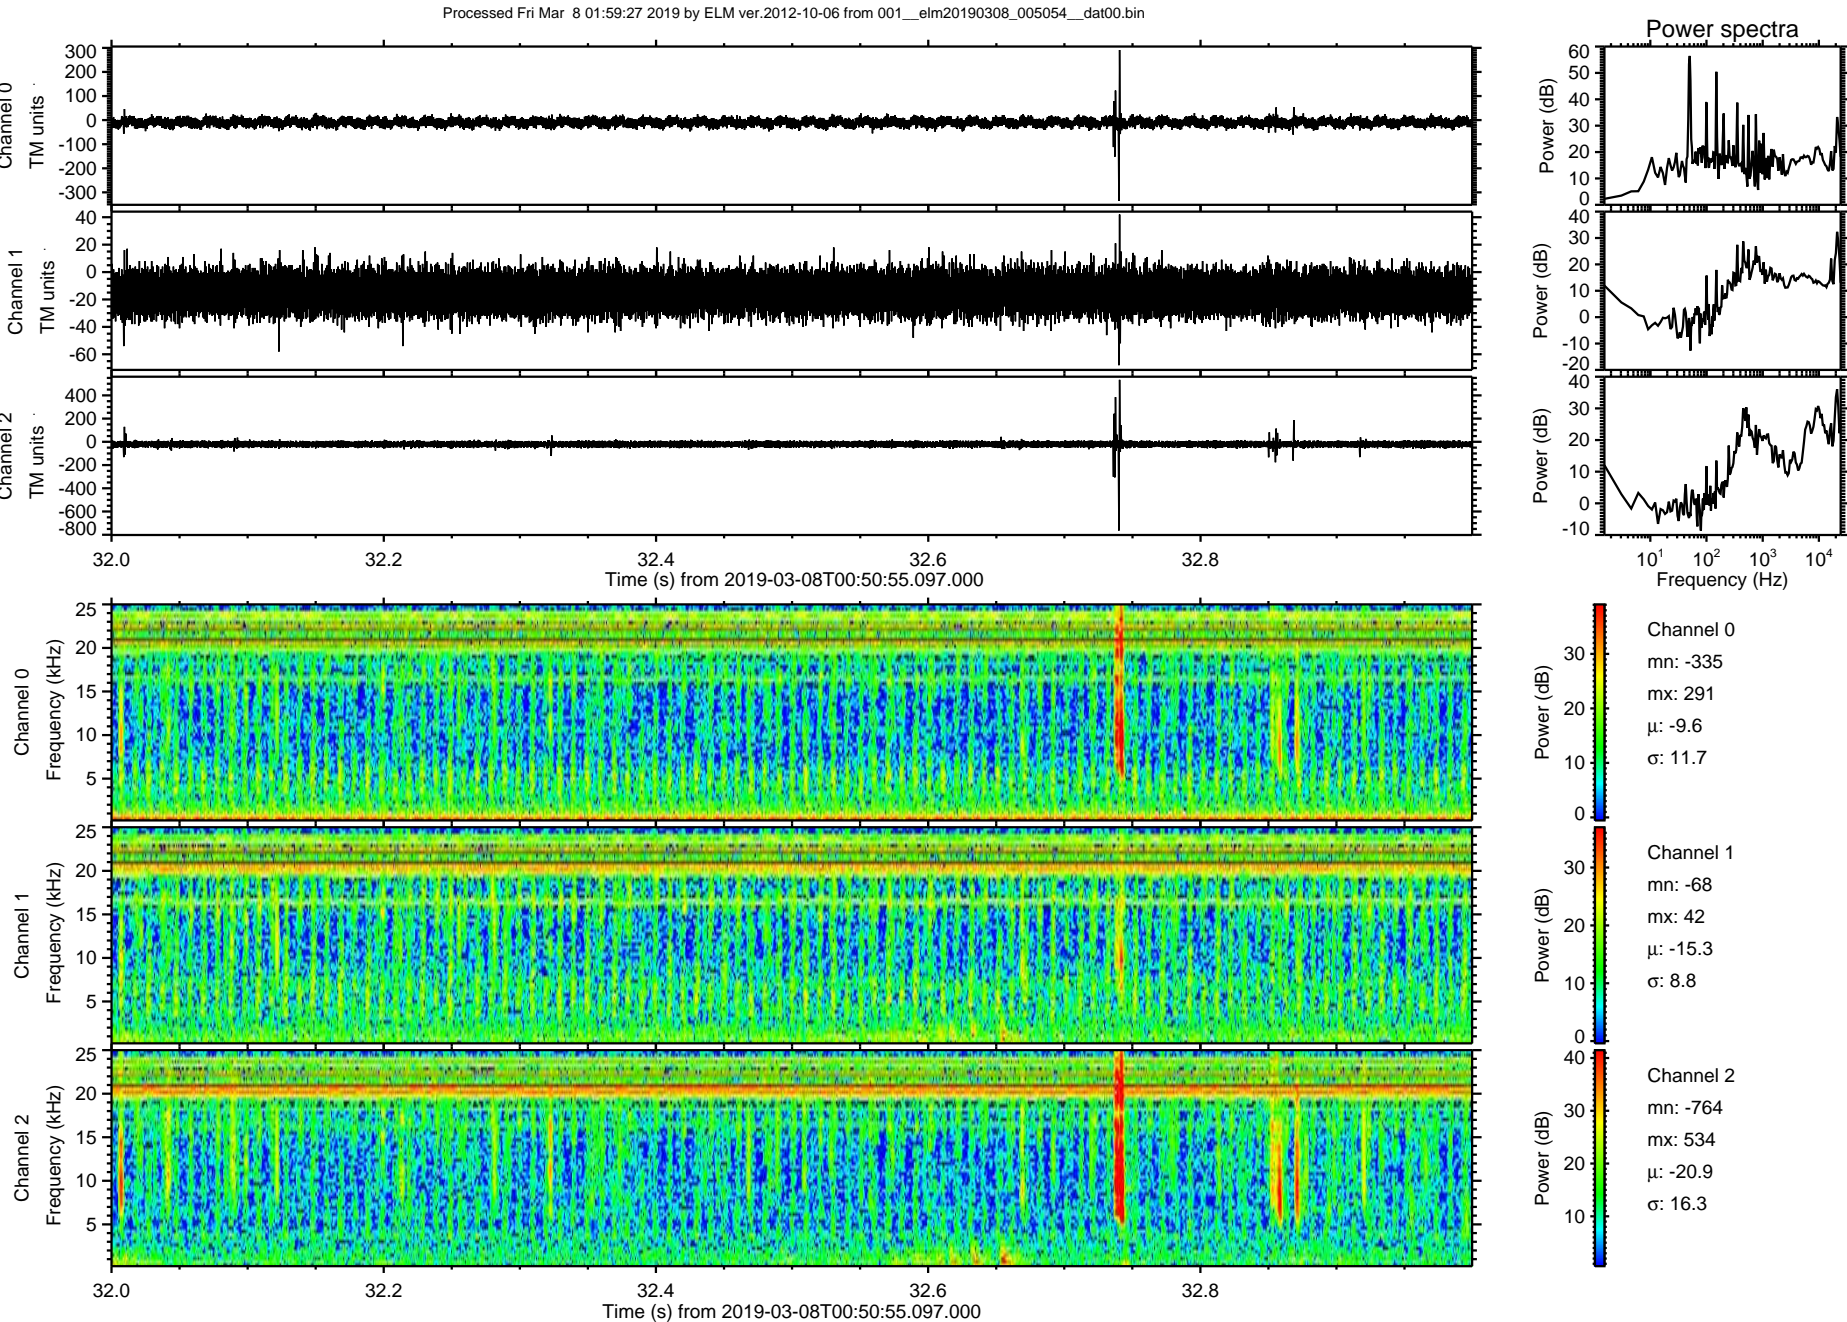 Processed Fri Mar  8 01:59:27 2019 by ELM ver.2012-10-06 from 001__elm20190308_005054__dat00.bin
Power spectra
Channel 0
TM units
300
200
100
0
-100
-200
-300
Power (dB)
60
50
40
30
20
10
0
Channel 1
TM units
40
20
0
-20
-40
-60
Power (dB)
40
30
20
10
0
-10
-20
Channel 2
TM units
400
200
0
-200
-400
-600
-800
Power (dB)
40
30
20
10
0
-10
32.0 32.2 32.4 32.6 32.8
Time (s) from 2019-03-08T00:50:55.097.000
10¹ 10² 10³ 10⁴
Frequency (Hz)
Channel 0
Frequency (kHz)
25
20
15
10
5
Power (dB)
30
20
10
0
Channel 0
mn: -335
mx: 291
μ: -9.6
σ: 11.7
Channel 1
Frequency (kHz)
25
20
15
10
5
Power (dB)
30
20
10
0
Channel 1
mn: -68
mx: 42
μ: -15.3
σ: 8.8
Channel 2
Frequency (kHz)
25
20
15
10
5
Power (dB)
40
30
20
10
Channel 2
mn: -764
mx: 534
μ: -20.9
σ: 16.3
32.0 32.2 32.4 32.6 32.8
Time (s) from 2019-03-08T00:50:55.097.000